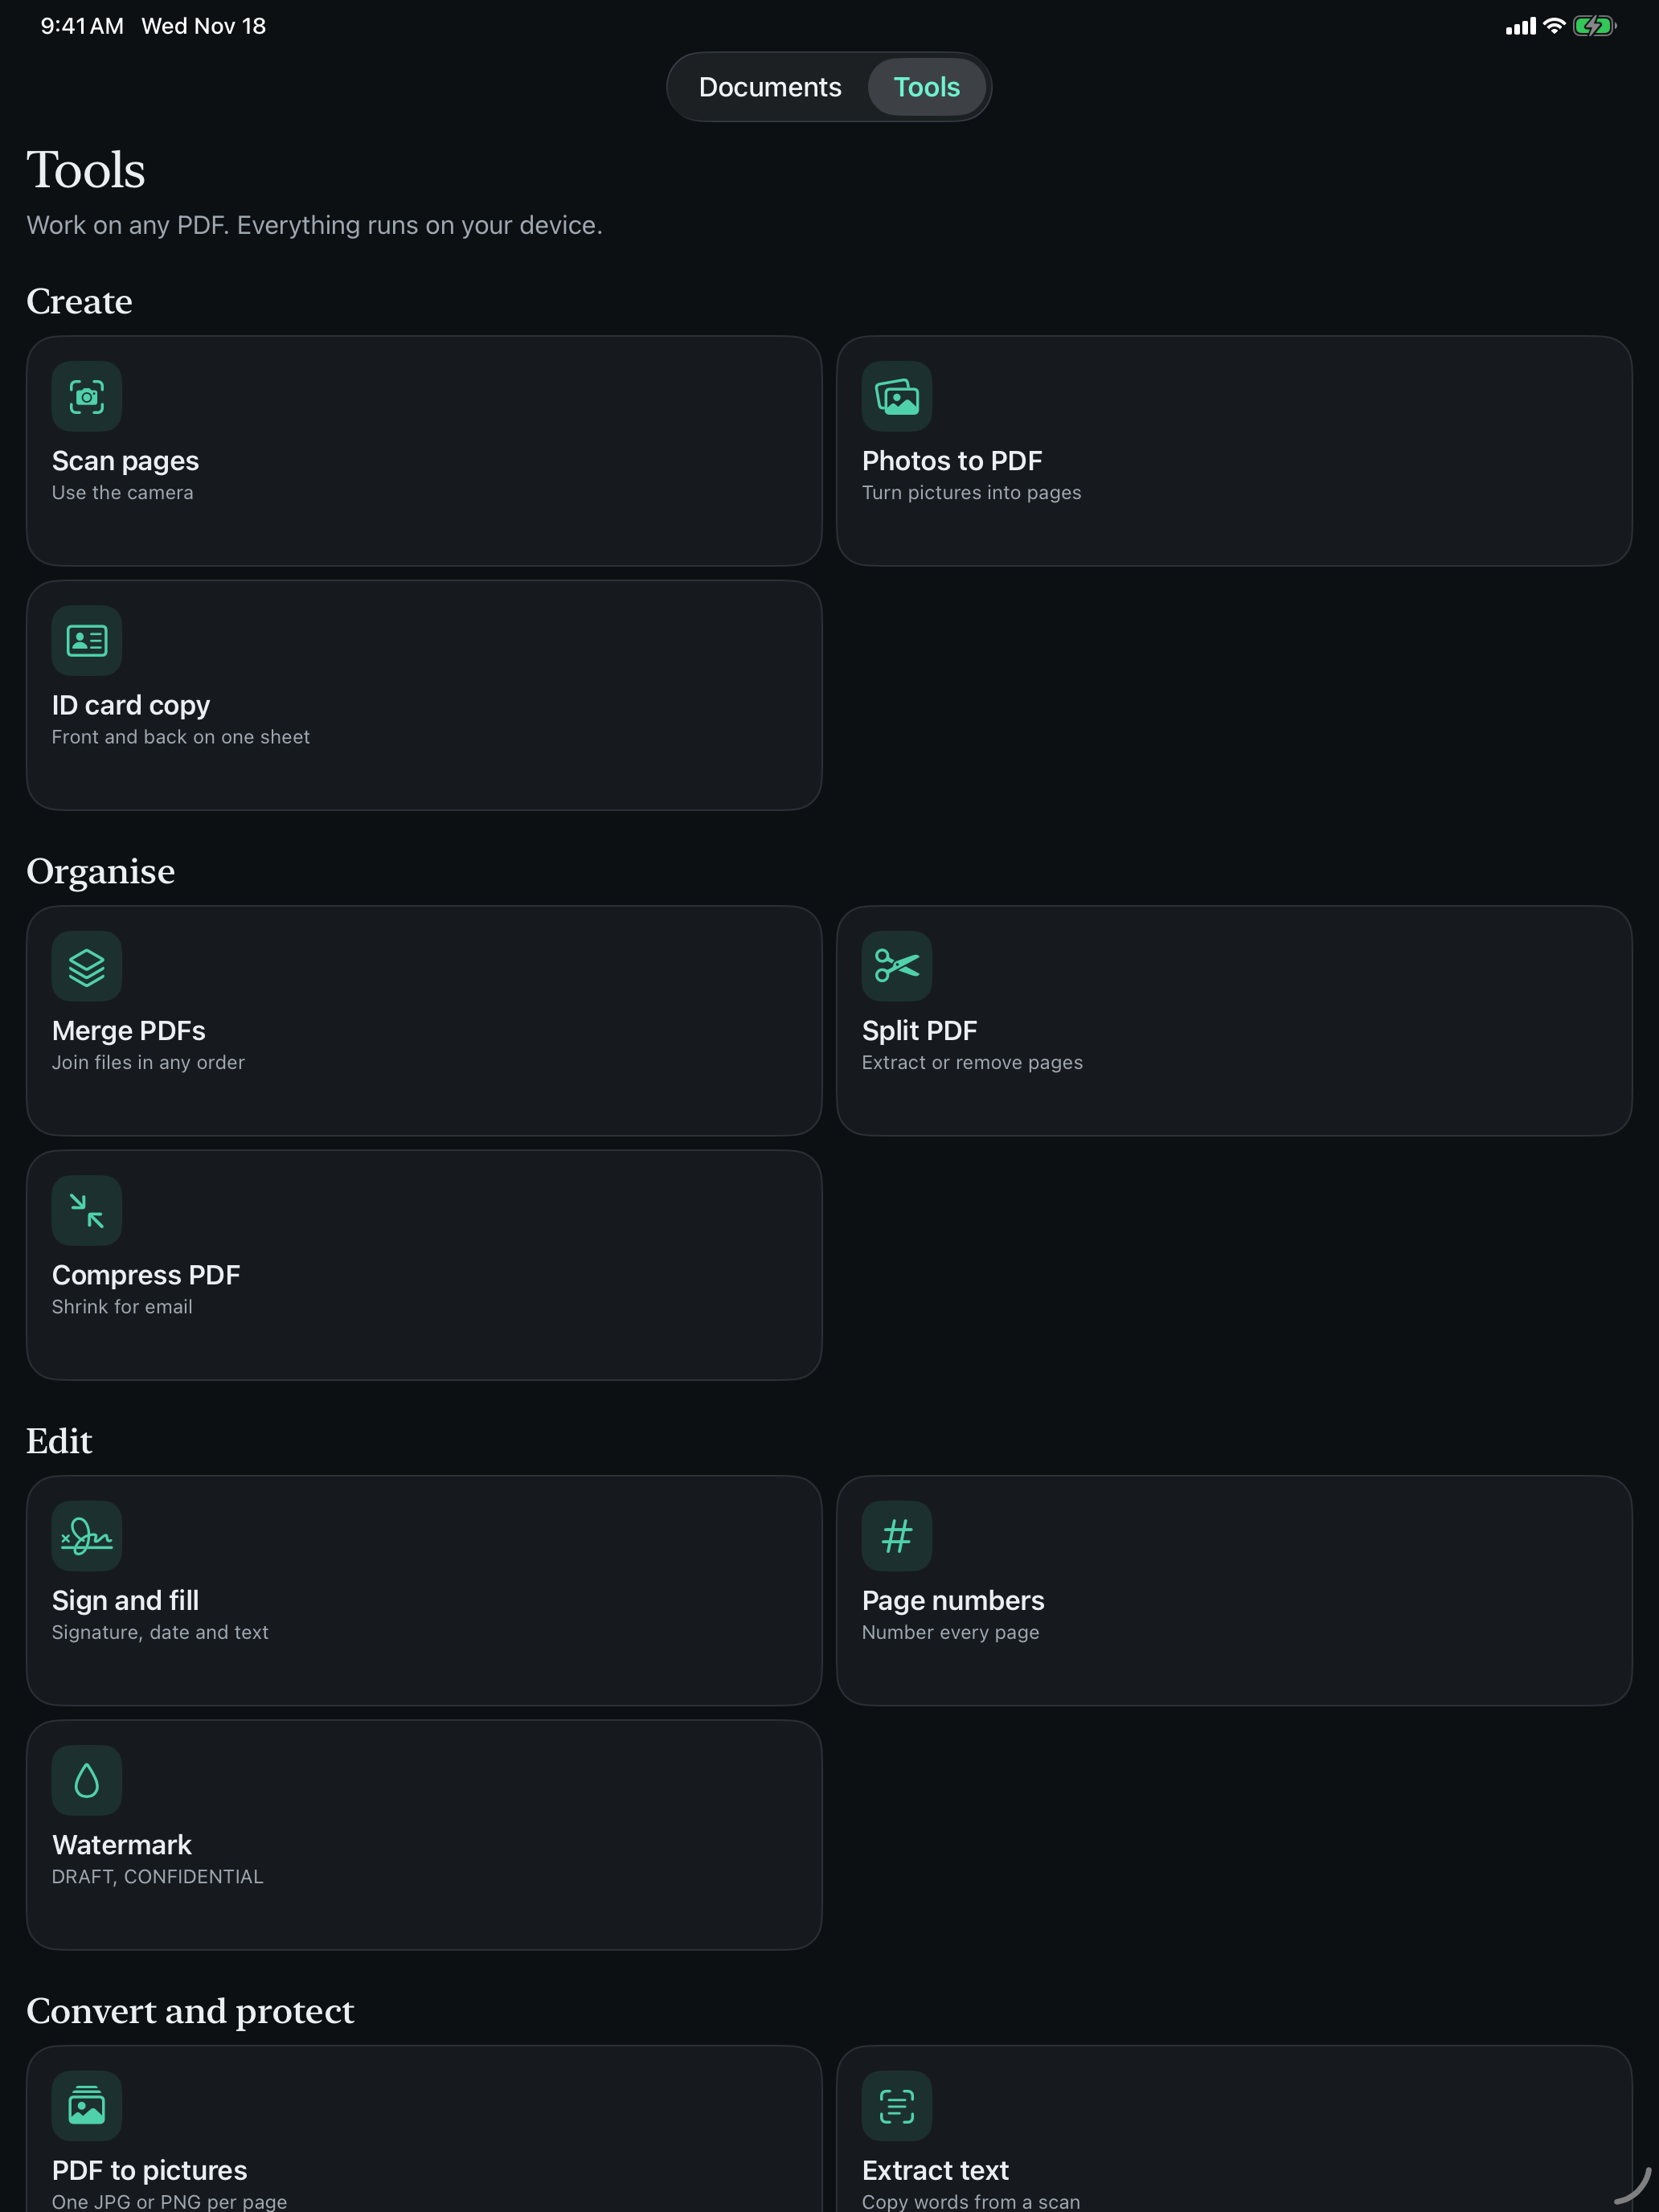 9:41 AM Wed Nov 18
Documents Tools
Tools
Work on any PDF. Everything runs on your device.
Create
Scan pages
Use the camera
Photos to PDF
Turn pictures into pages
ID card copy
Front and back on one sheet
Organise
Merge PDFs
Join files in any order
Split PDF
Extract or remove pages
Compress PDF
Shrink for email
Edit
Sign and fill
Signature, date and text
Page numbers
Number every page
Watermark
DRAFT, CONFIDENTIAL
Convert and protect
PDF to pictures
One JPG or PNG per page
Extract text
Copy words from a scan